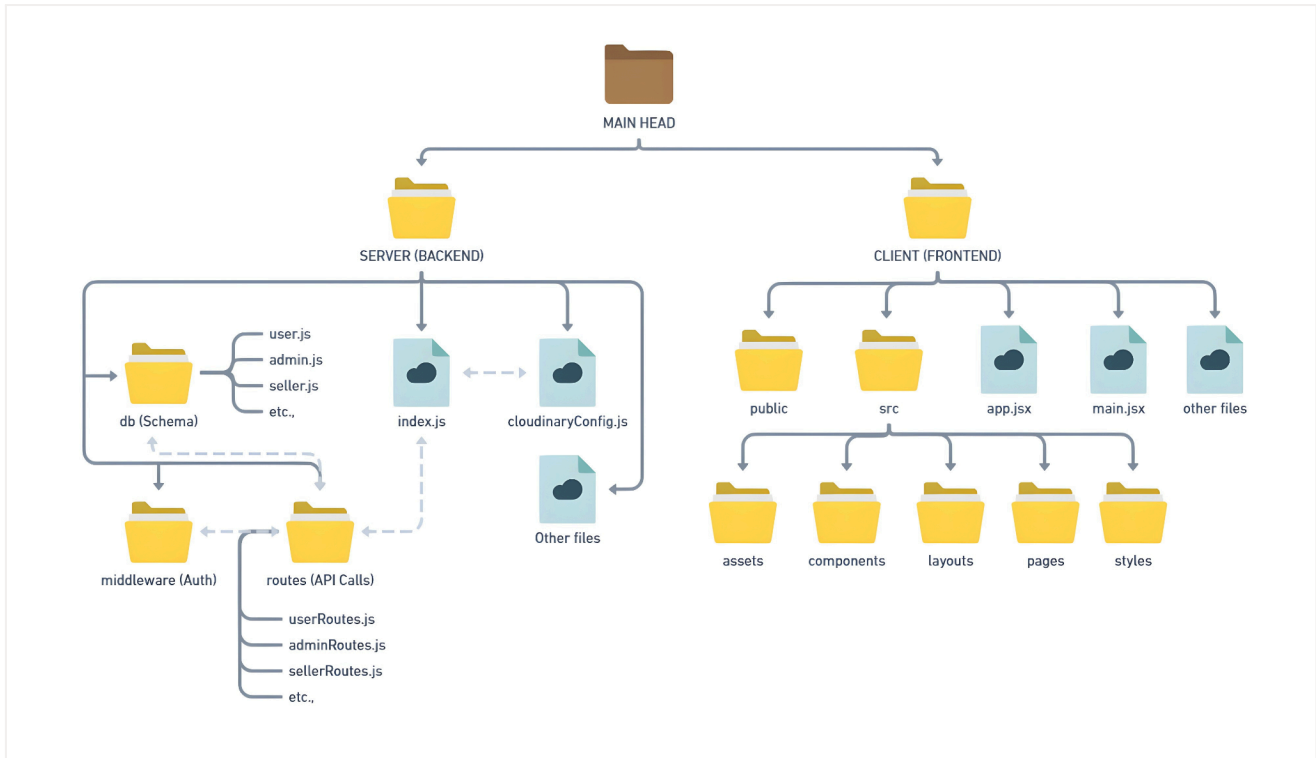 MAIN HEAD
SERVER (BACKEND)
CLIENT (FRONTEND)
user.js
admin.js
seller.js
etc.,
db (Schema)
index.js
cloudinaryConfig.js
public
src
app.jsx
main.jsx
other files
Other files
middleware (Auth)
routes (API Calls)
assets
components
layouts
pages
styles
userRoutes.js
adminRoutes.js
sellerRoutes.js
etc.,